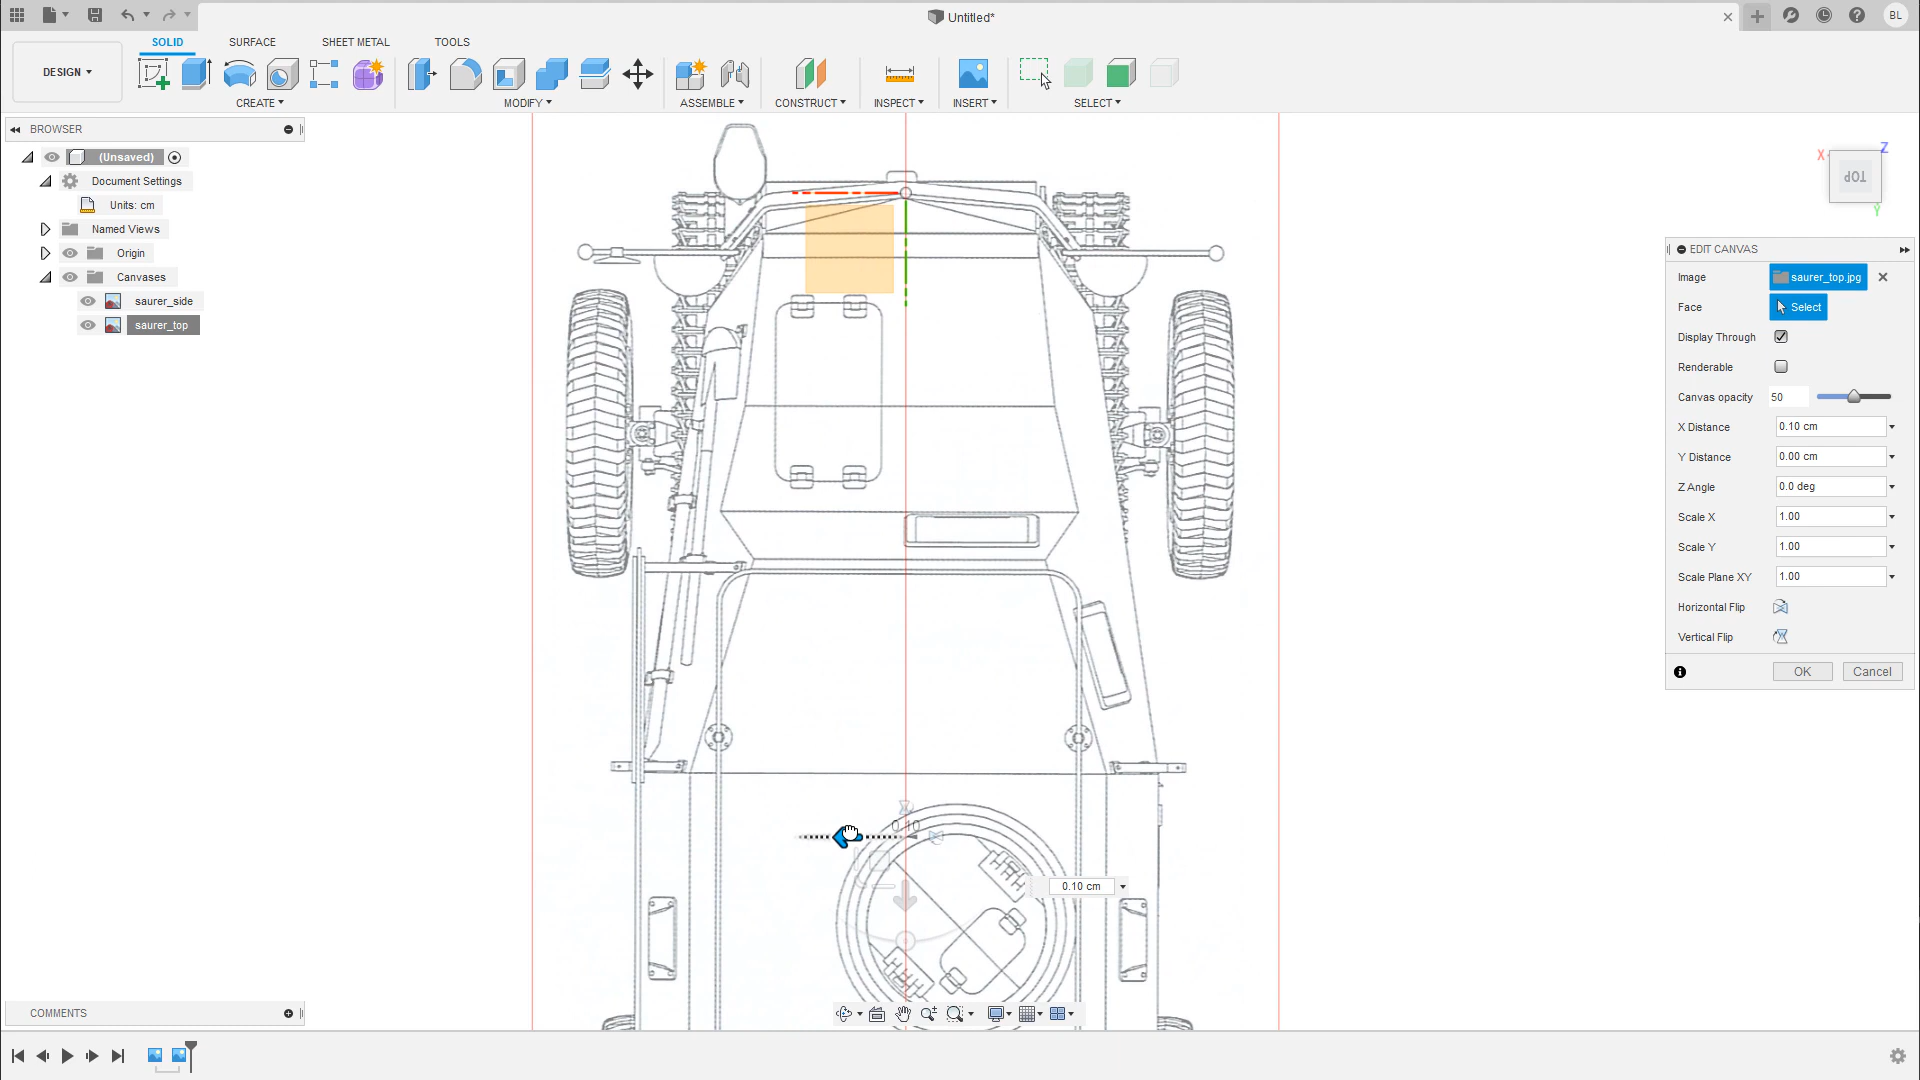 Untitled*
BL
DESIGN
SOLID
SURFACE
SHEET METAL
TOOLS
CREATE
MODIFY
ASSEMBLE
CONSTRUCT
INSPECT
INSERT
SELECT
BROWSER
(Unsaved)
Document Settings
Units: cm
Named Views
Origin
Canvases
saurer_side
saurer_top
X
Z
TOP
Y
EDIT CANVAS
Image
saurer_top.jpg
Face
Select
Display Through
Renderable
Canvas opacity
50
X Distance
0.10 cm
Y Distance
0.00 cm
Z Angle
0.0 deg
Scale X
1.00
Scale Y
1.00
Scale Plane XY
1.00
Horizontal Flip
Vertical Flip
OK
Cancel
0.10
0.10 cm
COMMENTS